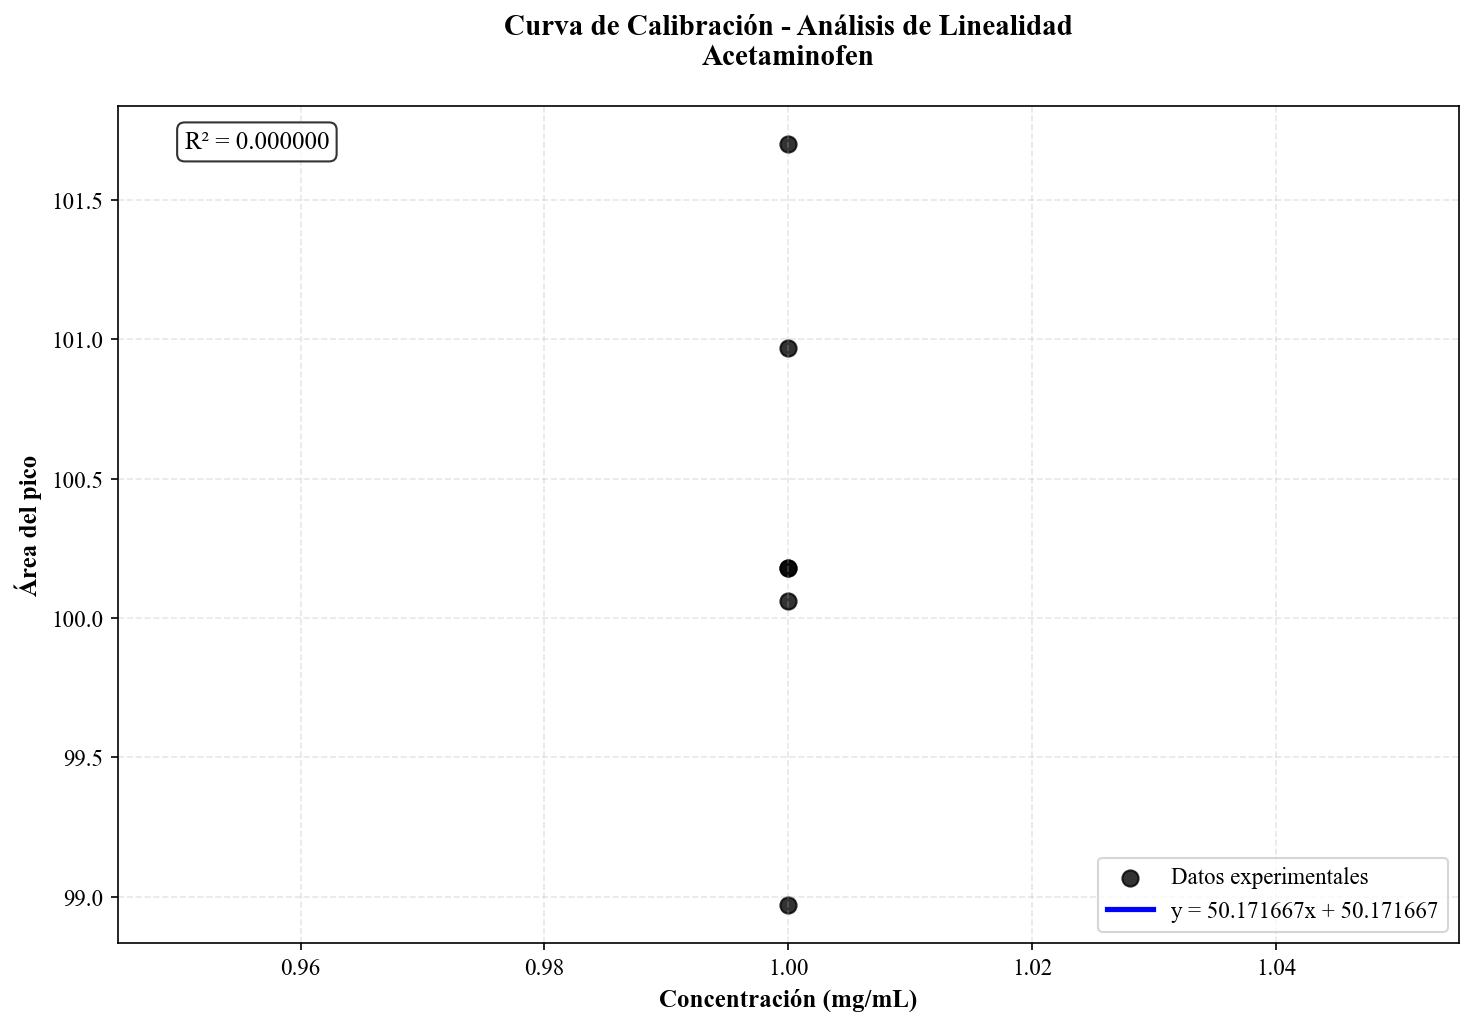 Curva de Calibración - Análisis de Linealidad
Acetaminofen
R² = 0.000000
101.5
101.0
100.5
100.0
99.5
99.0
Área del pico
0.96
0.98
1.00
1.02
1.04
Concentración (mg/mL)
Datos experimentales
y = 50.171667x + 50.171667